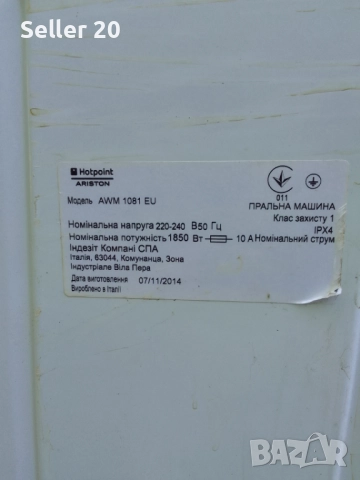 Seller 20
Hotpoint
ARISTON
Модель AWM 1081 EU
011
ПРАЛЬНА МАШИНА
Клас захисту 1
IPX4
Номінальна напруга 220-240 В50 Гц
Номінальна потужність 1850 Вт 10 А Номінальний струм
Індезіт Компані СПА
Італія, 63044, Комунанца, Зона
Індустріале Віла Пера
Дата виготовлення 07/11/2014
Вироблено в Італії
BAZAR